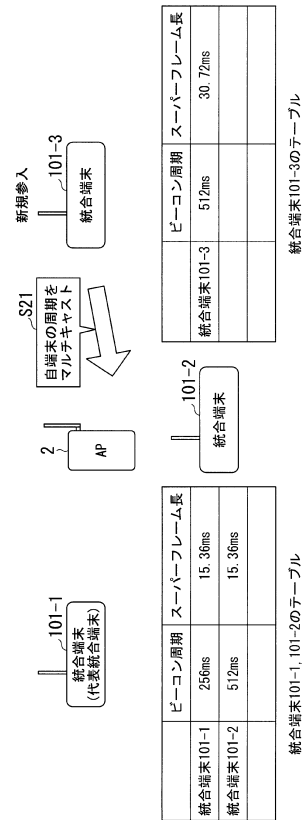 101-1
統合端末
(代表統合端末)
2
AP
S21
自端末の周期を
マルチキャスト
新規参入
101-3
統合端末
101-2
統合端末
ビーコン周期 スーパーフレーム長
統合端末101-1 256ms 15.36ms
統合端末101-2 512ms 15.36ms
統合端末101-1, 101-2のテーブル
ビーコン周期 スーパーフレーム長
統合端末101-3 512ms 30.72ms
統合端末101-3のテーブル